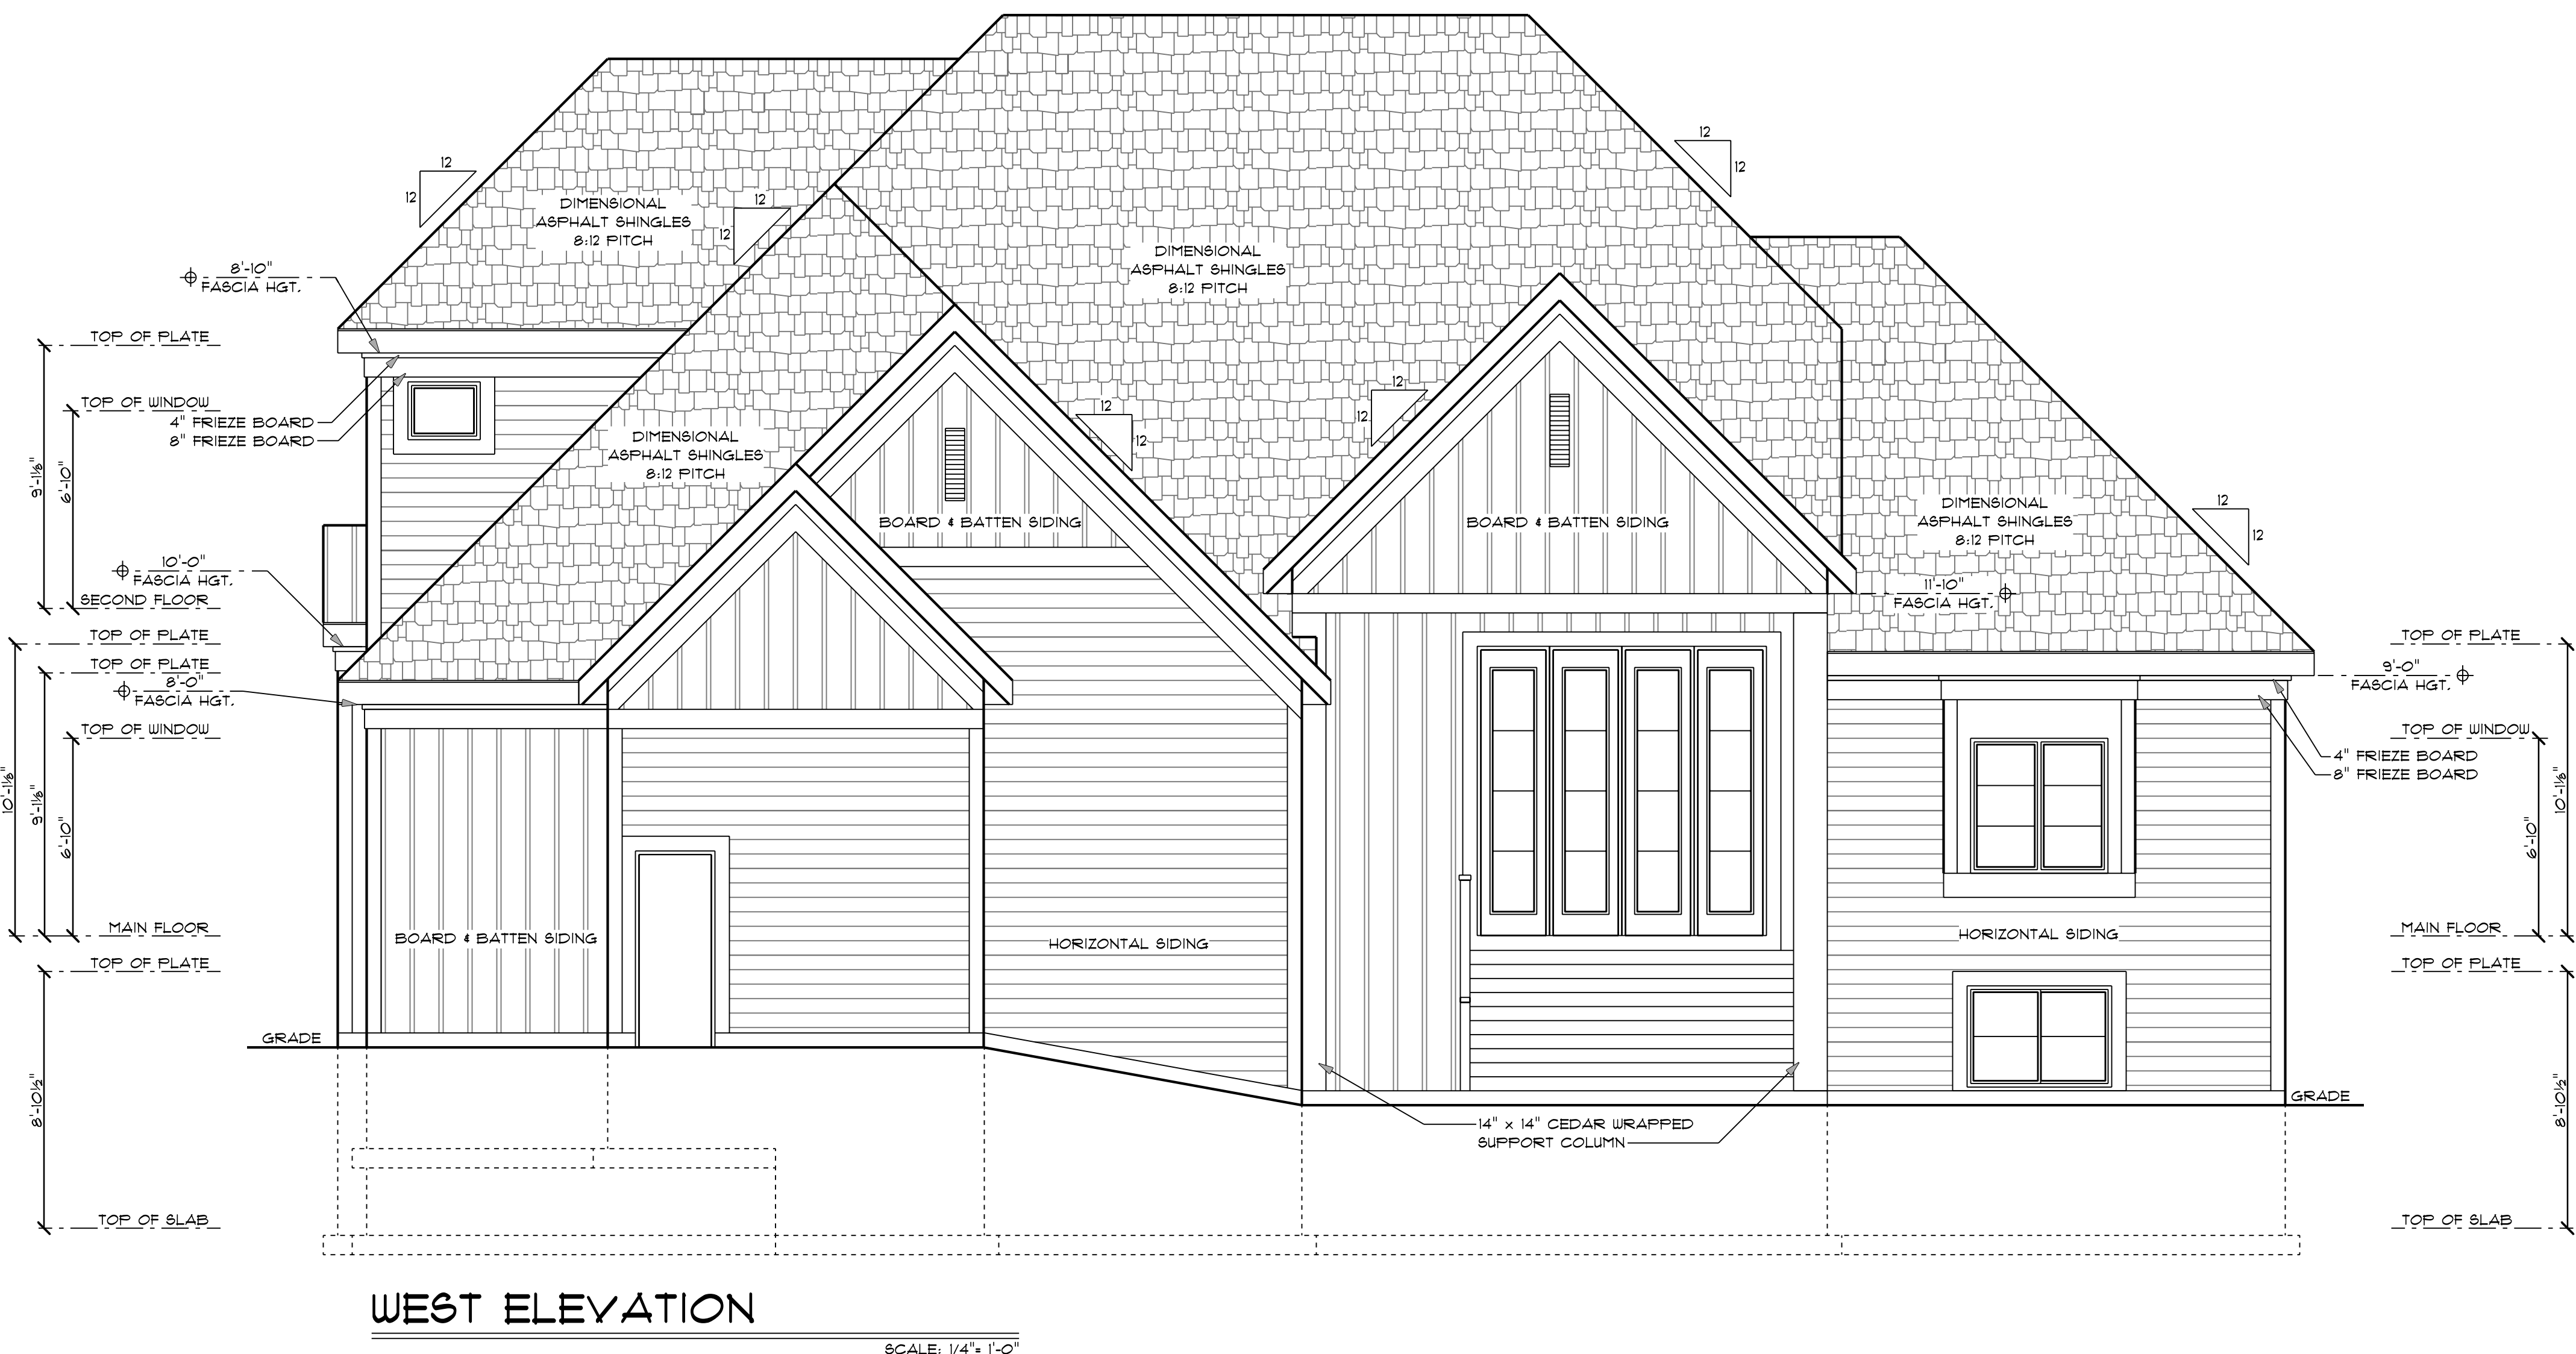 12
12
12
12
12
12
DIMENSIONAL
ASPHALT SHINGLES
8:12 PITCH
DIMENSIONAL
ASPHALT SHINGLES
8:12 PITCH
8'-10"
FASCIA HGT.
TOP OF PLATE
TOP OF WINDOW
4" FRIEZE BOARD
8" FRIEZE BOARD
9'-1⅛"
6'-10"
12
12
12
12
DIMENSIONAL
ASPHALT SHINGLES
8:12 PITCH
BOARD & BATTEN SIDING
BOARD & BATTEN SIDING
DIMENSIONAL
ASPHALT SHINGLES
8:12 PITCH
12
12
10'-0"
FASCIA HGT.
SECOND FLOOR
11'-10"
FASCIA HGT.
TOP OF PLATE
TOP OF PLATE
8'-0"
FASCIA HGT.
TOP OF WINDOW
TOP OF PLATE
9'-0"
FASCIA HGT.
TOP OF WINDOW
4" FRIEZE BOARD
8" FRIEZE BOARD
10'-1⅛"
9'-1⅛"
6'-10"
6'-10"
10'-1⅛"
MAIN FLOOR
BOARD & BATTEN SIDING
HORIZONTAL SIDING
HORIZONTAL SIDING
MAIN FLOOR
TOP OF PLATE
TOP OF PLATE
GRADE
GRADE
8'-10½"
8'-10½"
14" x 14" CEDAR WRAPPED
SUPPORT COLUMN
TOP OF SLAB
TOP OF SLAB
WEST ELEVATION
SCALE: 1/4"= 1'-0"